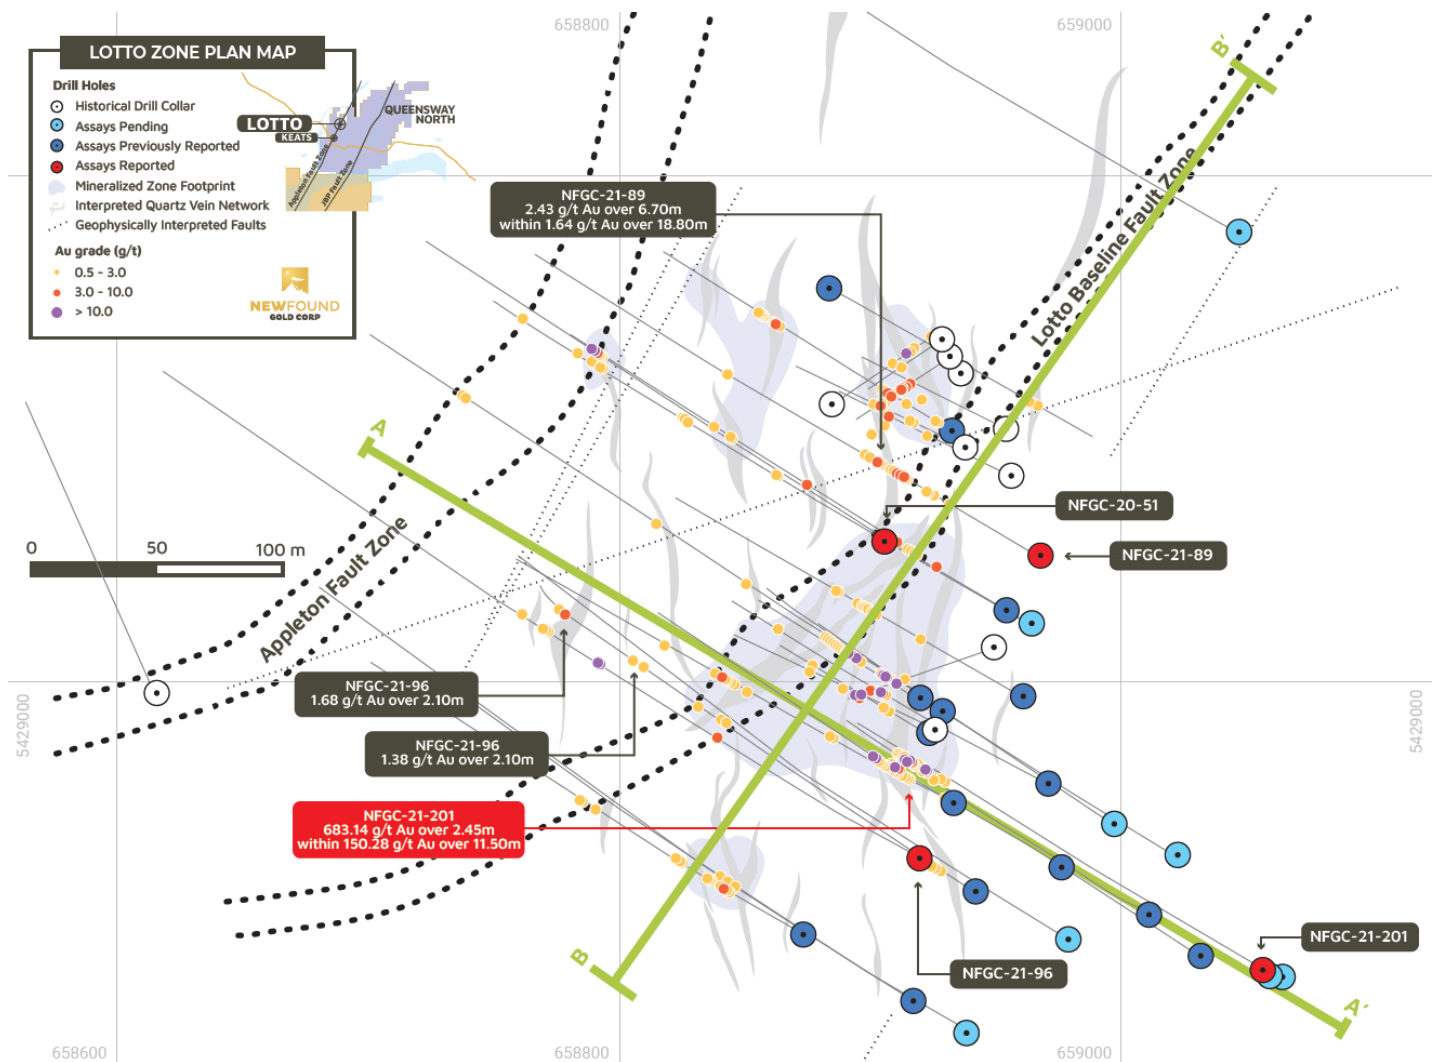 658800
659000
LOTTO ZONE PLAN MAP
Drill Holes
Historical Drill Collar
Assays Pending
Assays Previously Reported
Assays Reported
Mineralized Zone Footprint
Interpreted Quartz Vein Network
Geophysically Interpreted Faults
Au grade (g/t)
0.5 - 3.0
3.0 - 10.0
> 10.0
QUEENSWAY
NORTH
LOTTO
KEATS
Appleton Fault Zone
JBP Fault Zone
NEWFOUND
GOLD CORP
B'
Lotto Baseline Fault Zone
NFGC-21-89
2.43 g/t Au over 6.70m
within 1.64 g/t Au over 18.80m
A
NFGC-20-51
NFGC-21-89
0 50 100 m
Appleton Fault Zone
NFGC-21-96
1.68 g/t Au over 2.10m
NFGC-21-96
1.38 g/t Au over 2.10m
5429000
5429000
NFGC-21-201
683.14 g/t Au over 2.45m
within 150.28 g/t Au over 11.50m
NFGC-21-201
B
NFGC-21-96
A'
658600
658800
659000